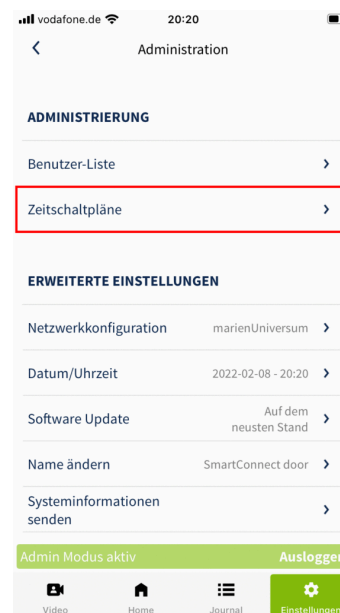 vodafone.de 20:20
Administration
ADMINISTRIERUNG
Benutzer-Liste
Zeitschaltpläne
ERWEITERTE EINSTELLUNGEN
Netzwerkkonfiguration marienUniversum
Datum/Uhrzeit 2022-02-08 - 20:20
Software Update Auf dem
neusten Stand
Name ändern SmartConnect door
Systeminformationen
senden
Admin Modus aktiv Ausloggen
Video Home Journal Einstellungen